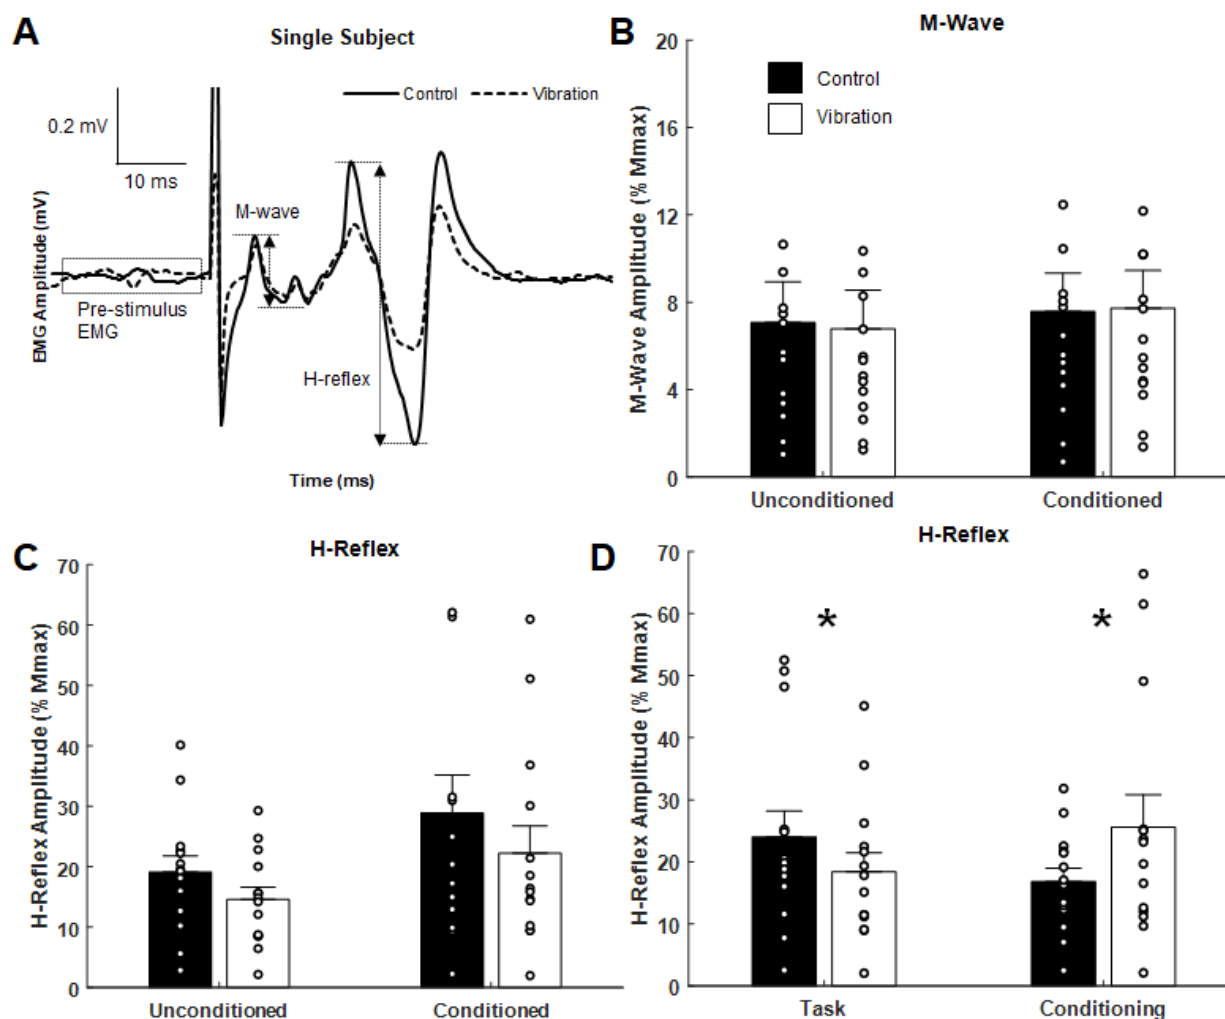 A
Single Subject
Control
Vibration
0.2 mV
10 ms
M-wave
EMG Amplitude (mV)
Pre-stimulus
EMG
H-reflex
Time (ms)
B
M-Wave
Control
Vibration
M-Wave Amplitude (% Mmax)
20
16
12
8
4
0
Unconditioned
Conditioned
C
H-Reflex
H-Reflex Amplitude (% Mmax)
70
60
50
40
30
20
10
0
Unconditioned
Conditioned
D
H-Reflex
H-Reflex Amplitude (% Mmax)
70
60
50
40
30
20
10
0
*
*
Task
Conditioning